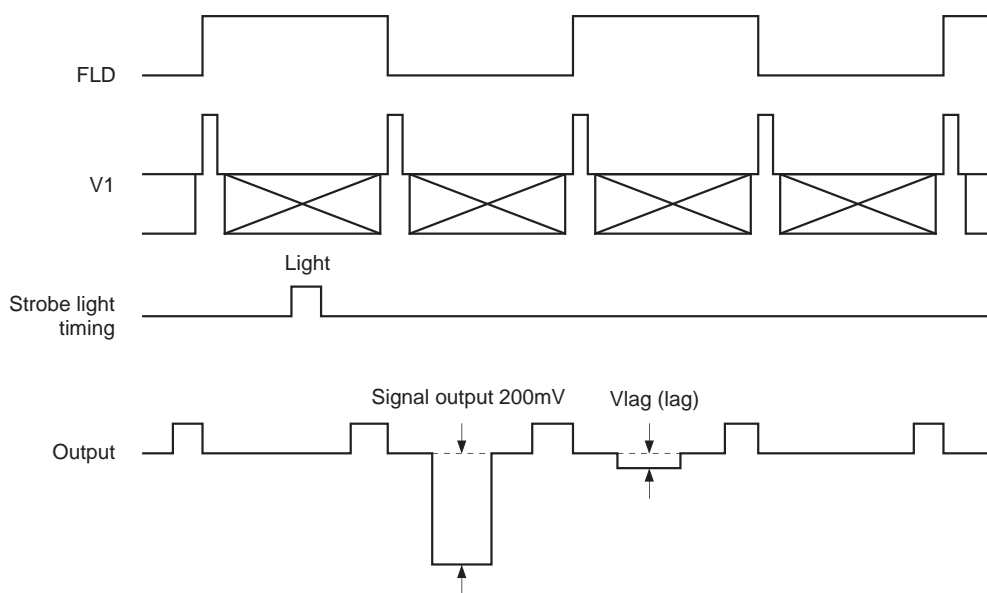 FLD
V1
Light
Strobe light
timing
Signal output 200mV
Vlag (lag)
Output